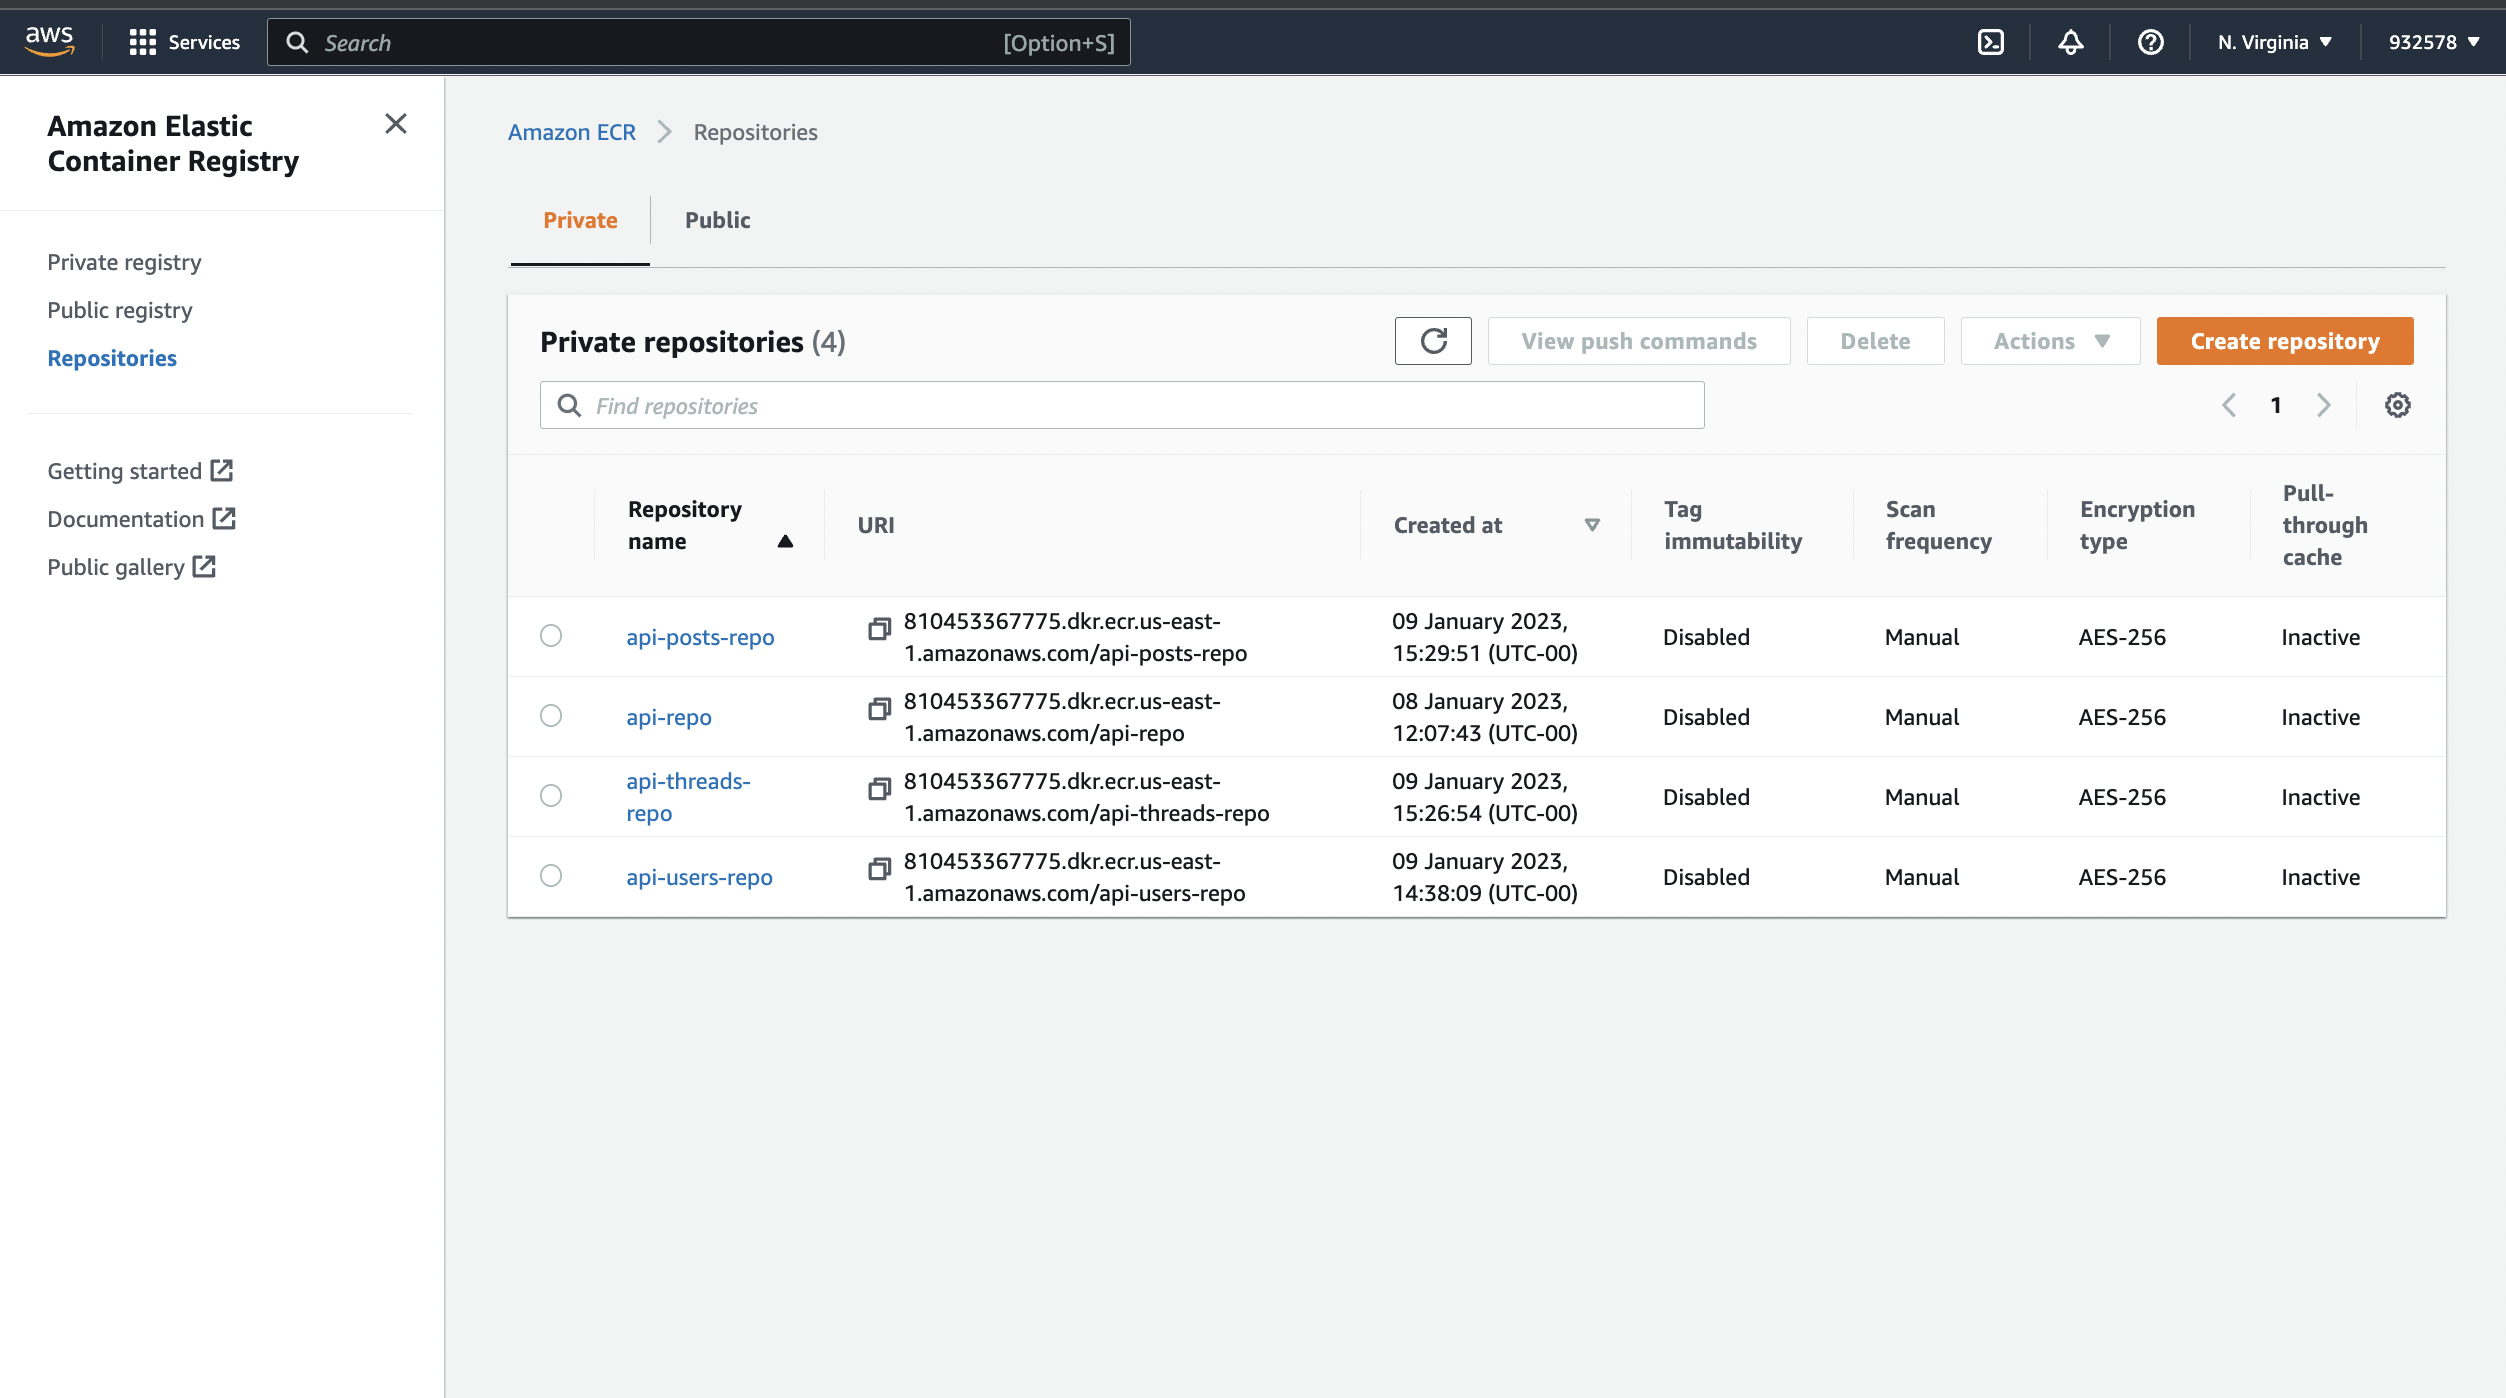 aws
Services
Search
[Option+S]
N. Virginia
932578
Amazon Elastic
Container Registry
Private registry
Public registry
Repositories
Getting started
Documentation
Public gallery
Amazon ECR
Repositories
Private
Public
Private repositories (4)
View push commands
Delete
Actions
Create repository
Find repositories
1
Repository
name
URI
Created at
Tag
immutability
Scan
frequency
Encryption
type
Pull-
through
cache
api-posts-repo
810453367775.dkr.ecr.us-east-
1.amazonaws.com/api-posts-repo
09 January 2023,
15:29:51 (UTC-00)
Disabled
Manual
AES-256
Inactive
api-repo
810453367775.dkr.ecr.us-east-
1.amazonaws.com/api-repo
08 January 2023,
12:07:43 (UTC-00)
Disabled
Manual
AES-256
Inactive
api-threads-
repo
810453367775.dkr.ecr.us-east-
1.amazonaws.com/api-threads-repo
09 January 2023,
15:26:54 (UTC-00)
Disabled
Manual
AES-256
Inactive
api-users-repo
810453367775.dkr.ecr.us-east-
1.amazonaws.com/api-users-repo
09 January 2023,
14:38:09 (UTC-00)
Disabled
Manual
AES-256
Inactive